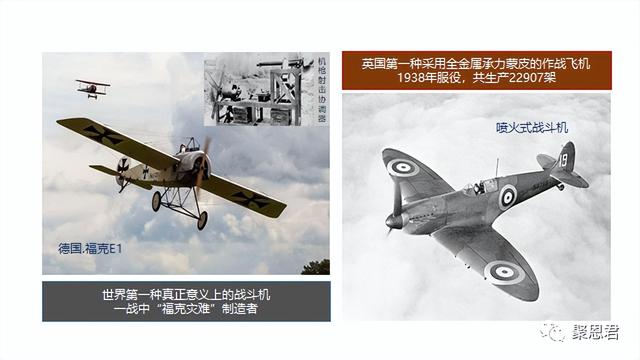 机枪射击协调器
德国.福克E1
世界第一种真正意义上的战斗机
一战中“福克灾难”制造者
英国第一种采用全金属承力蒙皮的作战飞机
1938年服役，共生产22907架
喷火式战斗机
19
聚恩君